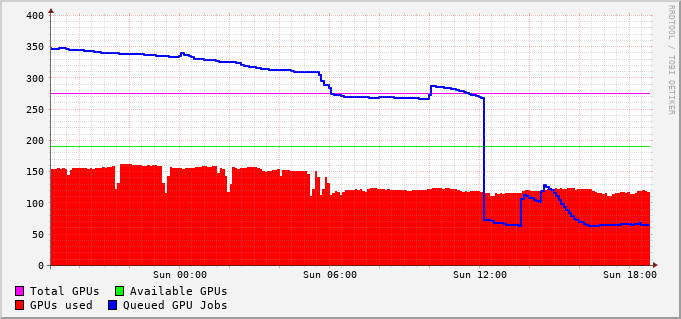 400
350
300
250
200
150
100
50
0
Sun 00:00 Sun 06:00 Sun 12:00 Sun 18:00
Total GPUs Available GPUs
GPUs used Queued GPU Jobs
RRDTOOL / TOBI OETIKER